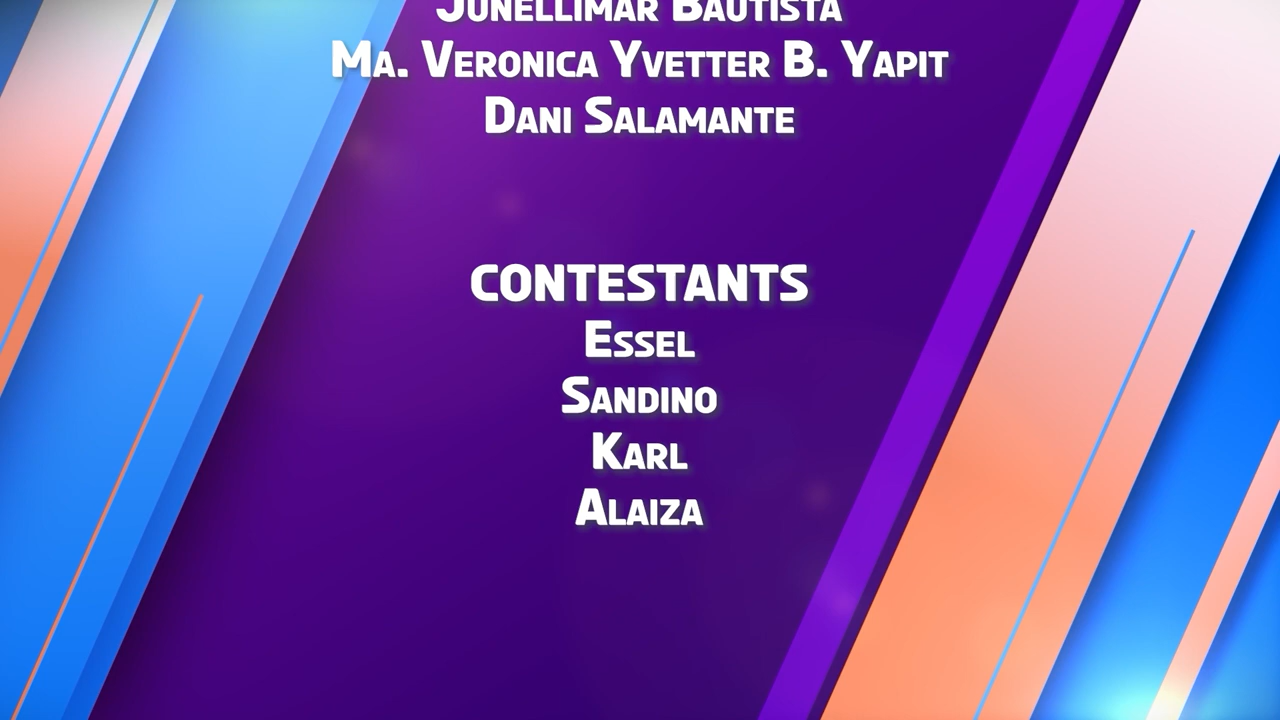 Junellimar Bautista
Ma. Veronica Yvetter B. Yapit
Dani Salamante
CONTESTANTS
Essel
Sandino
Karl
Alaiza